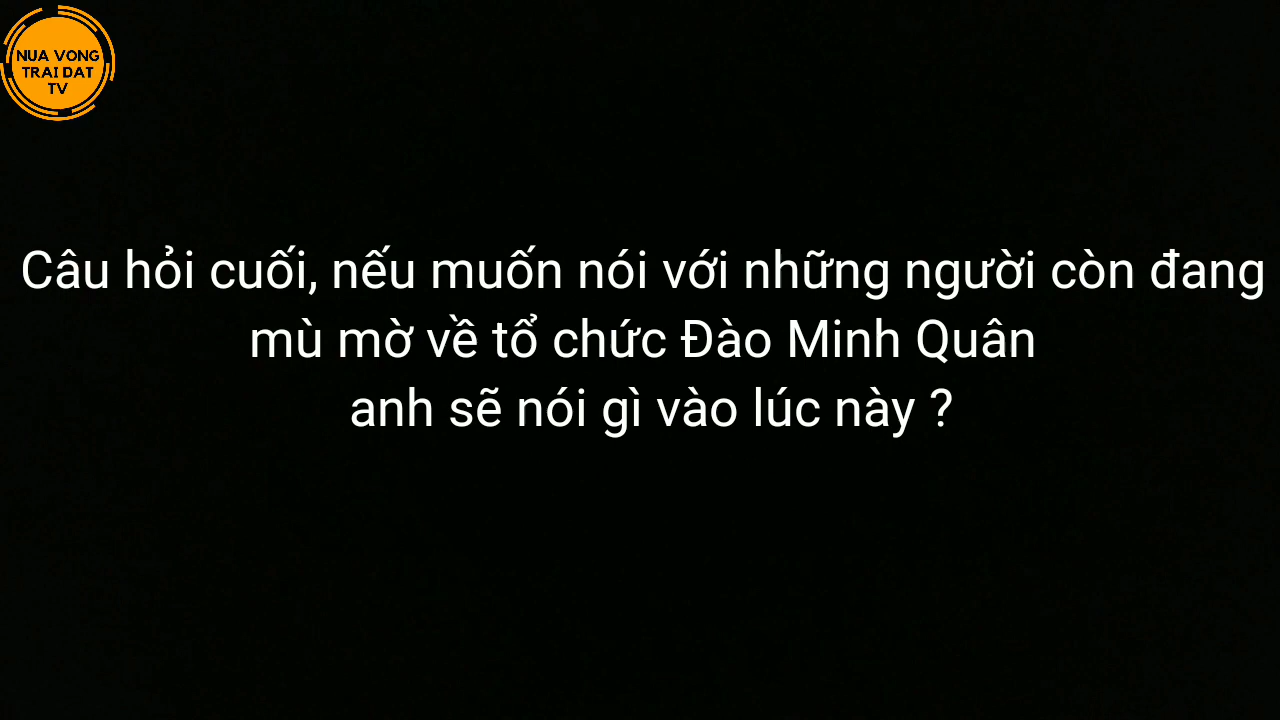 NUA VONG
TRAI DAT
TV
Câu hỏi cuối, nếu muốn nói với những người còn đang
mù mờ về tổ chức Đào Minh Quân
anh sẽ nói gì vào lúc này ?